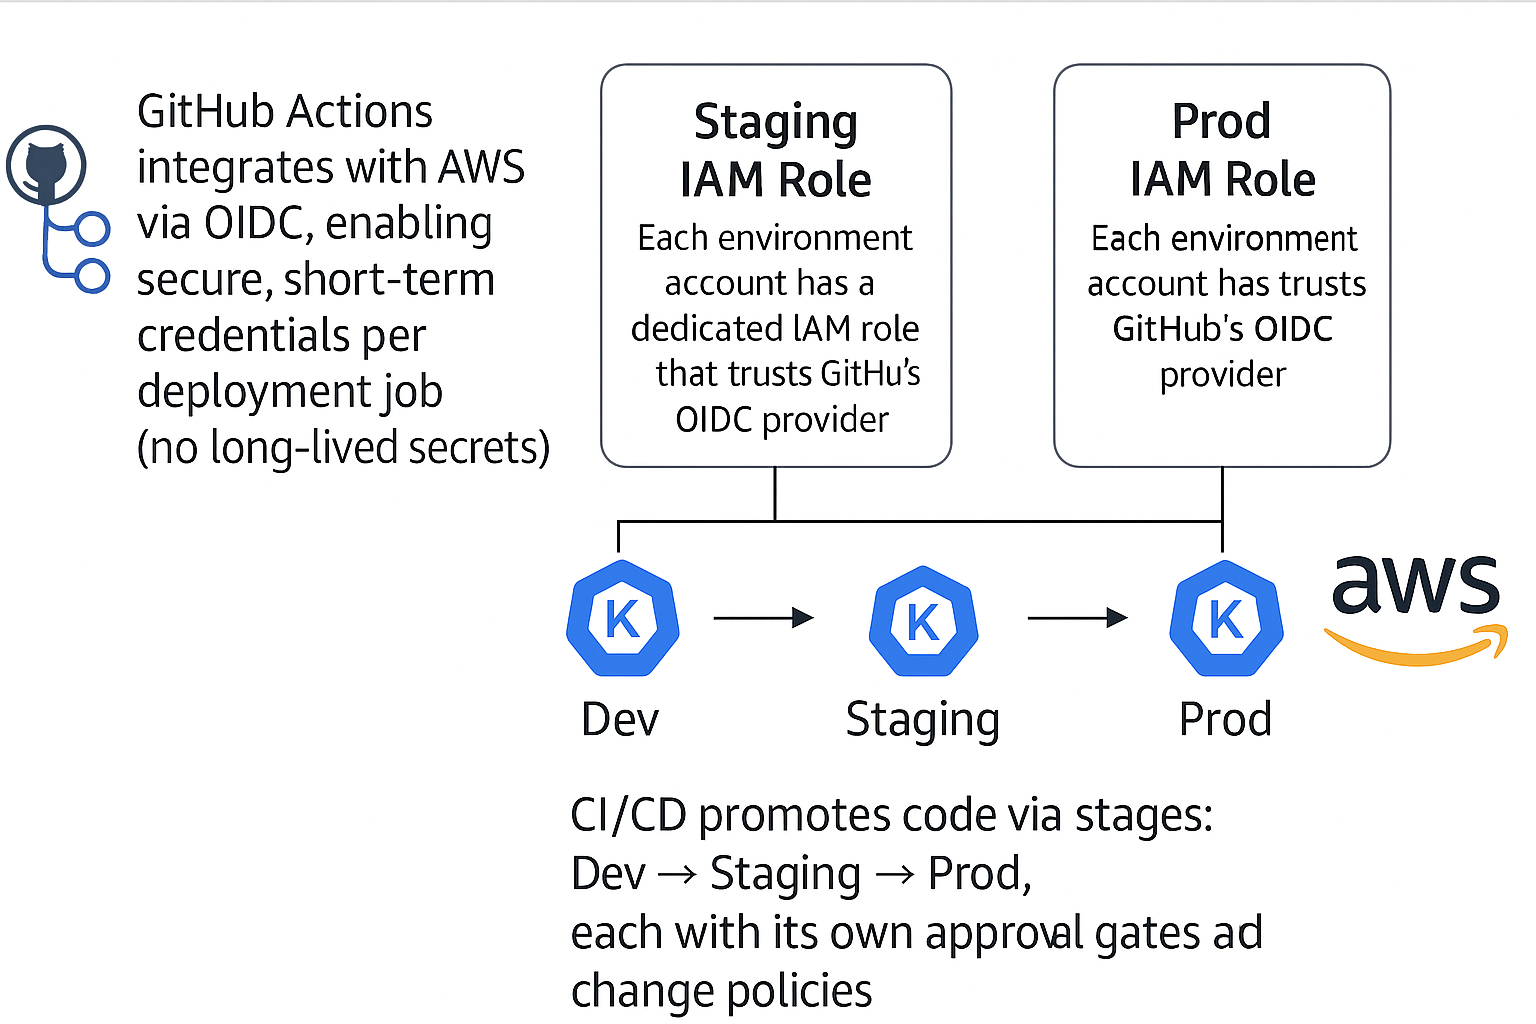 GitHub Actions
integrates with AWS
via OIDC, enabling
secure, short-term
credentials per
deployment job
(no long-lived secrets)
Staging
IAM Role
Each environment
account has a
dedicated IAM role
that trusts GitHu's
OIDC provider
Prod
IAM Role
Each environment
account has trusts
GitHub's OIDC
provider
K
K
K
aws
Dev
Staging
Prod
CI/CD promotes code via stages:
Dev → Staging → Prod,
each with its own approval gates ad
change policies